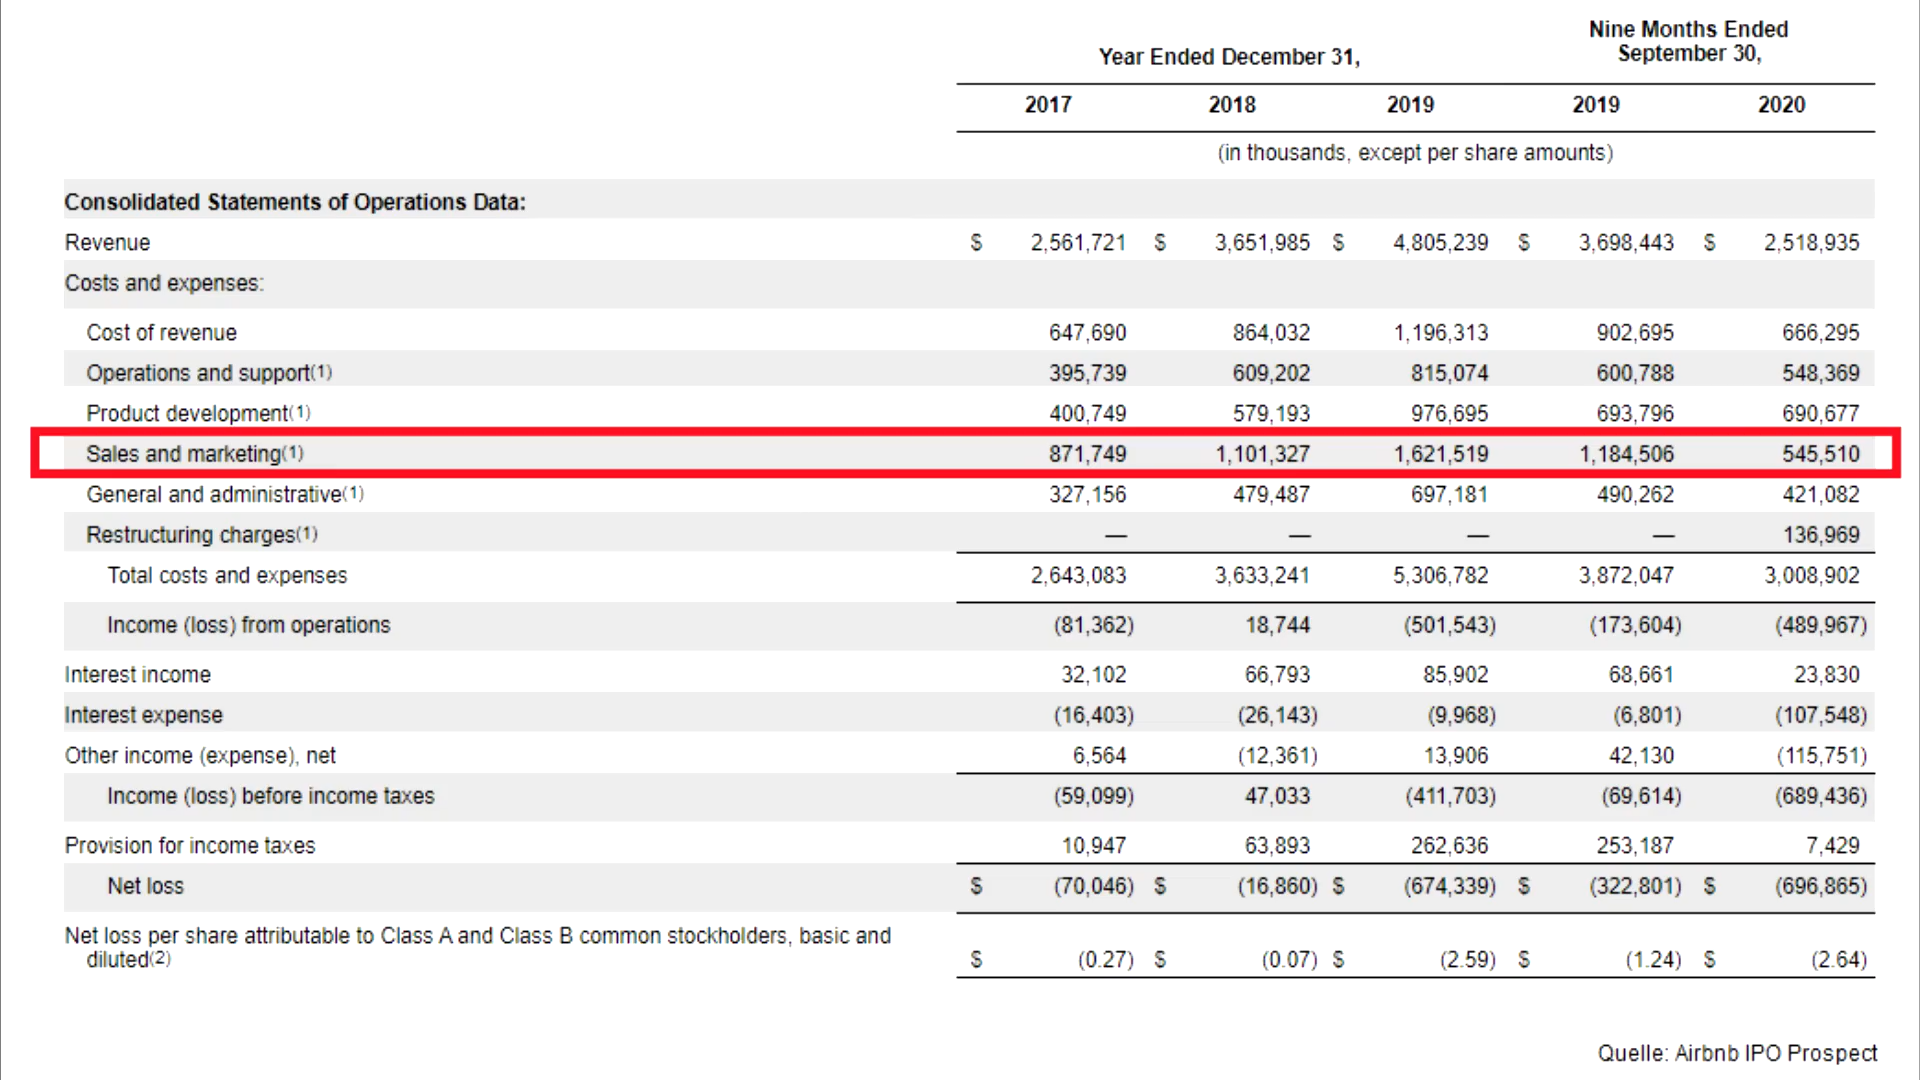 Nine Months Ended
Year Ended December 31, September 30,
2017 2018 2019 2019 2020
(in thousands, except per share amounts)
Consolidated Statements of Operations Data:
Revenue $ 2,561,721 $ 3,651,985 $ 4,805,239 $ 3,698,443 $ 2,518,935
Costs and expenses:
Cost of revenue 647,690 864,032 1,196,313 902,695 666,295
Operations and support(1) 395,739 609,202 815,074 600,788 548,369
Product development(1) 400,749 579,193 976,695 693,796 690,677
Sales and marketing(1) 871,749 1,101,327 1,621,519 1,184,506 545,510
General and administrative(1) 327,156 479,487 697,181 490,262 421,082
Restructuring charges(1) — — — — 136,969
Total costs and expenses 2,643,083 3,633,241 5,306,782 3,872,047 3,008,902
Income (loss) from operations (81,362) 18,744 (501,543) (173,604) (489,967)
Interest income 32,102 66,793 85,902 68,661 23,830
Interest expense (16,403) (26,143) (9,968) (6,801) (107,548)
Other income (expense), net 6,564 (12,361) 13,906 42,130 (115,751)
Income (loss) before income taxes (59,099) 47,033 (411,703) (69,614) (689,436)
Provision for income taxes 10,947 63,893 262,636 253,187 7,429
Net loss $ (70,046) $ (16,860) $ (674,339) $ (322,801) $ (696,865)
Net loss per share attributable to Class A and Class B common stockholders, basic and
diluted(2) $ (0.27) $ (0.07) $ (2.59) $ (1.24) $ (2.64)
Quelle: Airbnb IPO Prospect